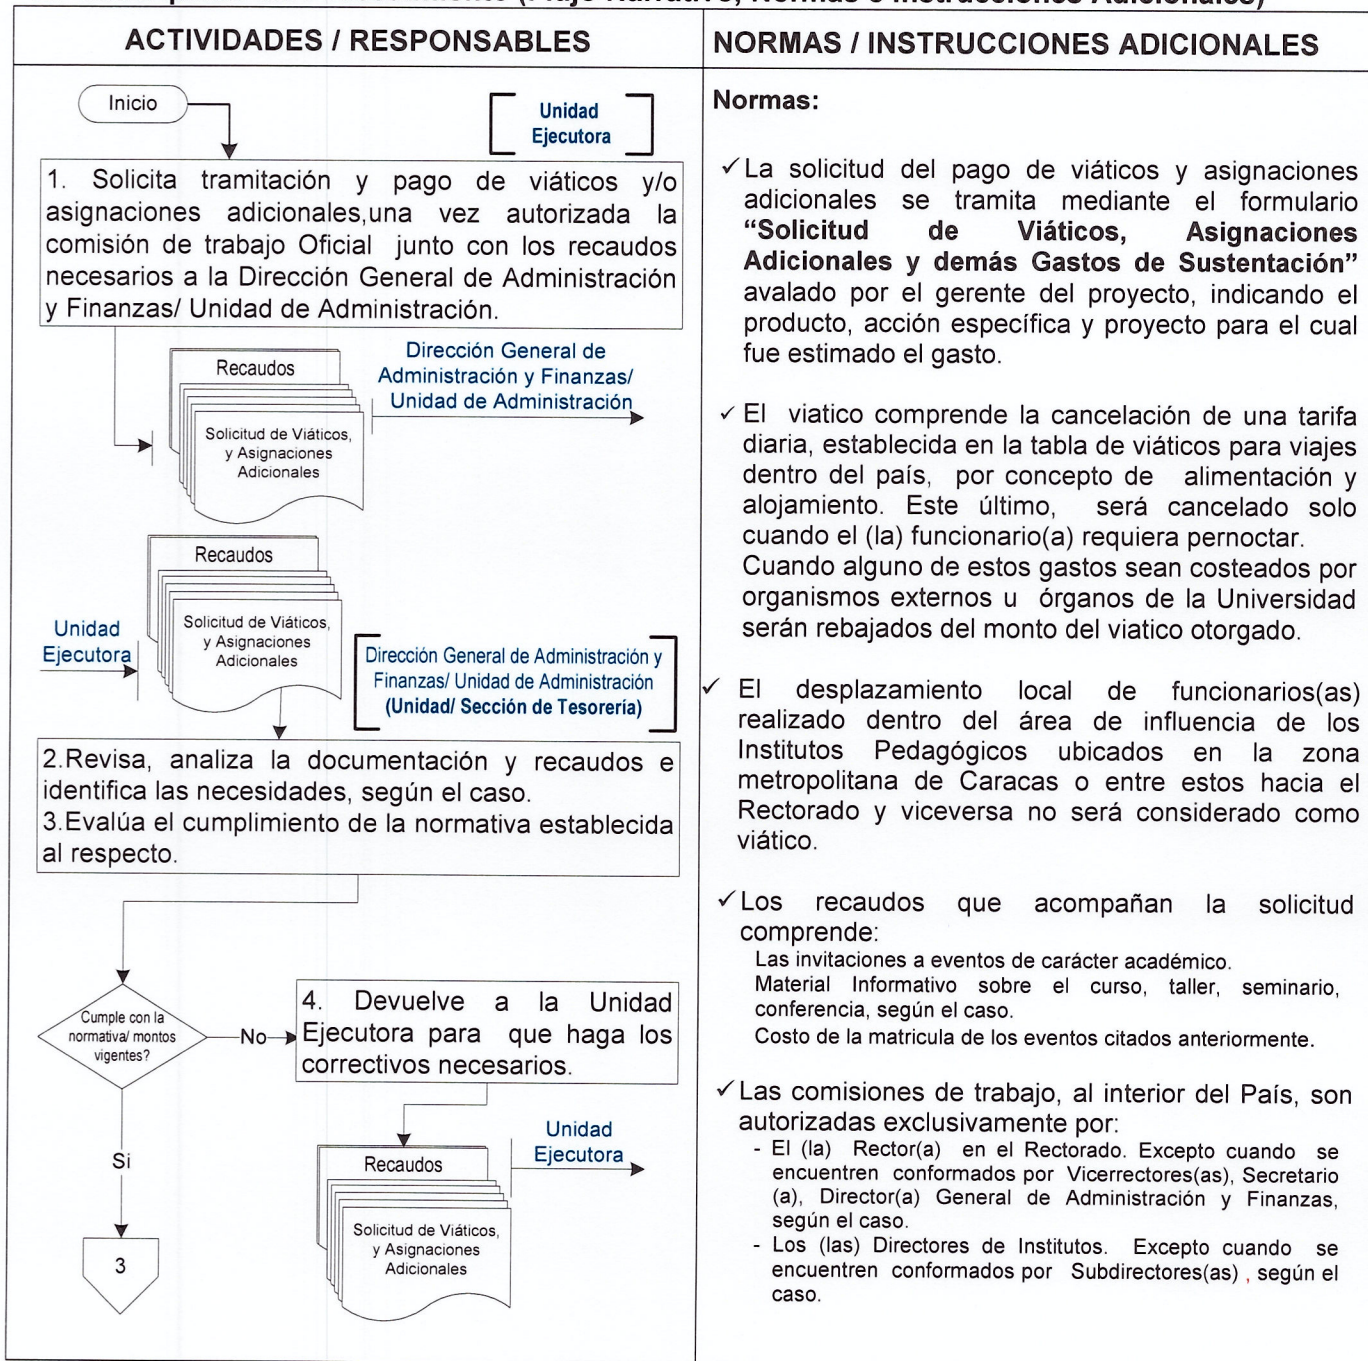 ACTIVIDADES / RESPONSABLES
Inicio
Unidad
Ejecutora
1. Solicita tramitación y pago de viáticos y/o
asignaciones adicionales,una vez autorizada la
comisión de trabajo Oficial junto con los recaudos
necesarios a la Dirección General de Administración
y Finanzas/ Unidad de Administración.
Recaudos
Solicitud de Viáticos,
y Asignaciones
Adicionales
Dirección General de
Administración y Finanzas/
Unidad de Administración
Recaudos
Solicitud de Viáticos,
y Asignaciones
Adicionales
Unidad
Ejecutora
Dirección General de Administración y
Finanzas/ Unidad de Administración
(Unidad/ Sección de Tesorería)
2.Revisa, analiza la documentación y recaudos e
identifica las necesidades, según el caso.
3.Evalúa el cumplimiento de la normativa establecida
al respecto.
Cumple con la
normativa/ montos
vigentes?
No
4. Devuelve a la Unidad
Ejecutora para que haga los
correctivos necesarios.
Si
3
Recaudos
Solicitud de Viáticos,
y Asignaciones
Adicionales
Unidad
Ejecutora
NORMAS / INSTRUCCIONES ADICIONALES
Normas:
✓ La solicitud del pago de viáticos y asignaciones
adicionales se tramita mediante el formulario
“Solicitud de Viáticos, Asignaciones
Adicionales y demás Gastos de Sustentación”
avalado por el gerente del proyecto, indicando el
producto, acción específica y proyecto para el cual
fue estimado el gasto.
✓ El viatico comprende la cancelación de una tarifa
diaria, establecida en la tabla de viáticos para viajes
dentro del país, por concepto de alimentación y
alojamiento. Este último, será cancelado solo
cuando el (la) funcionario(a) requiera pernoctar.
Cuando alguno de estos gastos sean costeados por
organismos externos u órganos de la Universidad
serán rebajados del monto del viatico otorgado.
✓ El desplazamiento local de funcionarios(as)
realizado dentro del área de influencia de los
Institutos Pedagógicos ubicados en la zona
metropolitana de Caracas o entre estos hacia el
Rectorado y viceversa no será considerado como
viático.
✓ Los recaudos que acompañan la solicitud
comprende:
Las invitaciones a eventos de carácter académico.
Material Informativo sobre el curso, taller, seminario,
conferencia, según el caso.
Costo de la matricula de los eventos citados anteriormente.
✓ Las comisiones de trabajo, al interior del País, son
autorizadas exclusivamente por:
- El (la) Rector(a) en el Rectorado. Excepto cuando se
encuentren conformados por Vicerrectores(as), Secretario
(a), Director(a) General de Administración y Finanzas,
según el caso.
- Los (las) Directores de Institutos. Excepto cuando se
encuentren conformados por Subdirectores(as) , según el
caso.